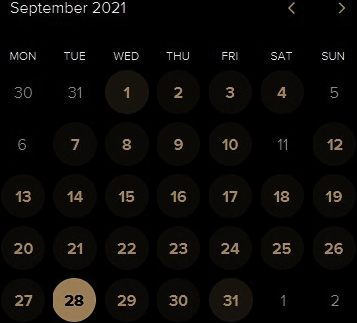 September 2021
MON TUE WED THU FRI SAT SUN
30 31 1 2 3 4 5
6 7 8 9 10 11 12
13 14 15 16 17 18 19
20 21 22 23 24 25 26
27 28 29 30 31 1 2